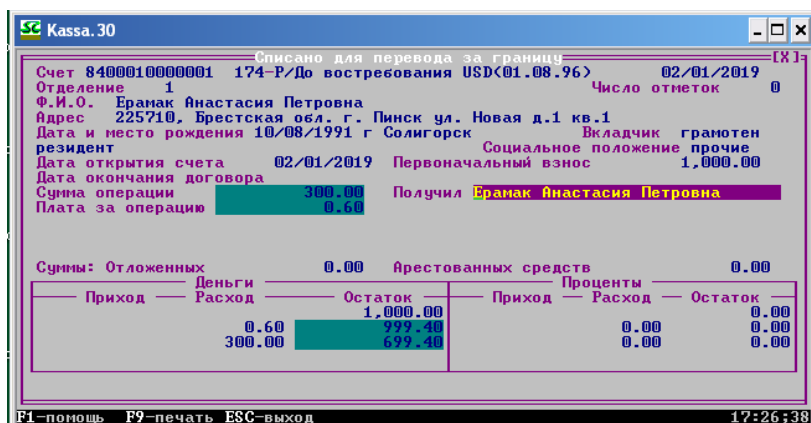 Kassa.30
Списано для перевода за границу [X]
Счет 8400010000001 174-Р/До востребования USD(01.08.96) 02/01/2019
Отделение 1 Число отметок 0
Ф.И.О. Ерамак Анастасия Петровна
Адрес 225710, Брестская обл. г. Пинск ул. Новая д.1 кв.1
Дата и место рождения 10/08/1991 г Солигорск Вкладчик грамотен
резидент Социальное положение прочие
Дата открытия счета 02/01/2019 Первоначальный взнос 1,000.00
Дата окончания договора
Сумма операции 300.00 Получил Ерамак Анастасия Петровна
Плата за операцию 0.60
Суммы: Отложенных 0.00 Арестованных средств 0.00
Деньги Проценты
Приход Расход Остаток Приход Расход Остаток
1,000.00 0.00
0.60 999.40 0.00 0.00
300.00 699.40 0.00 0.00
F1-помощь F9-печать ESC-выход 17:26;38